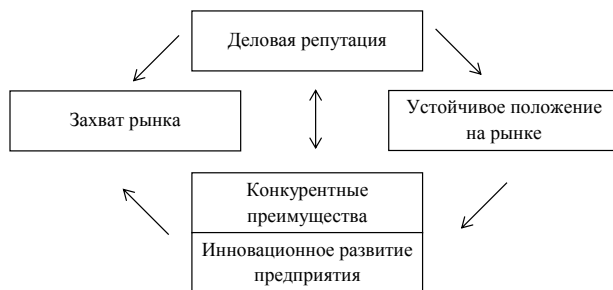 Деловая репутация
Захват рынка
Устойчивое положение
на рынке
Конкурентные
преимущества
Инновационное развитие
предприятия